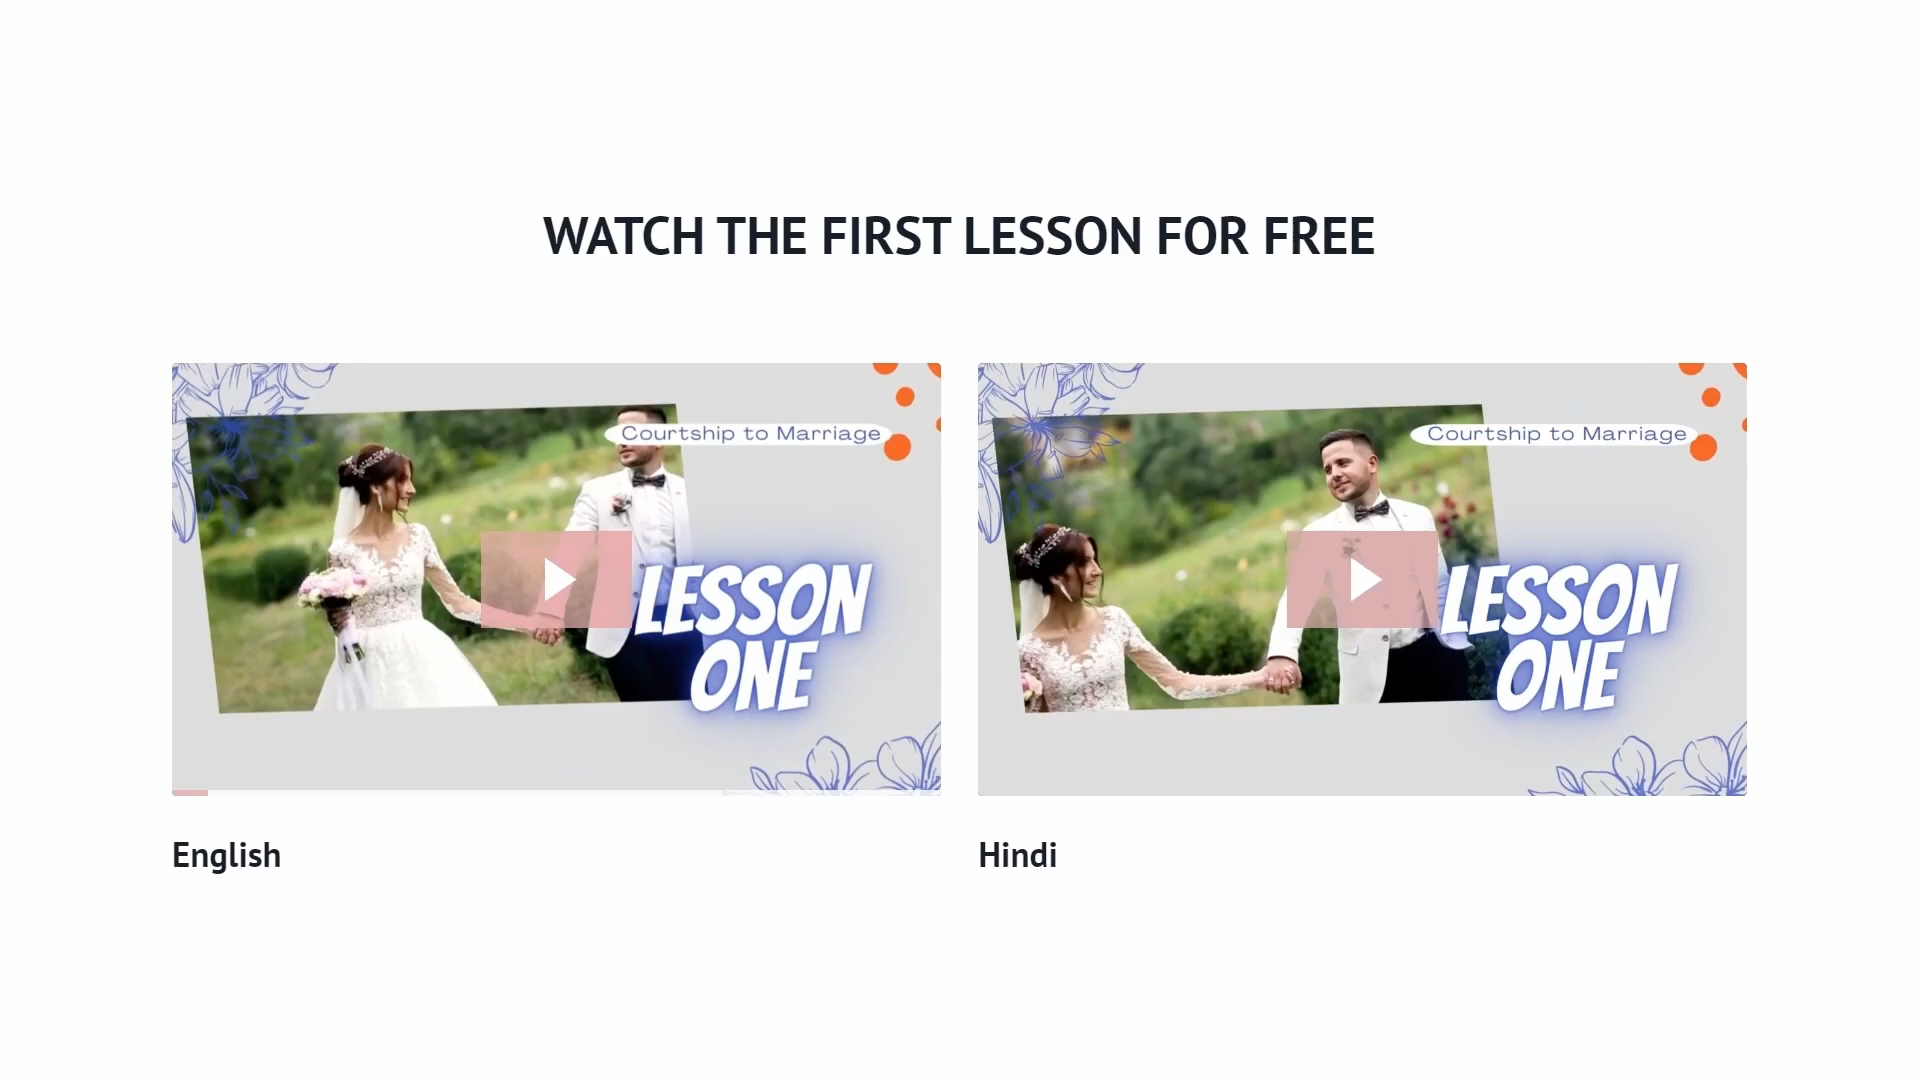 WATCH THE FIRST LESSON FOR FREE
Courtship to Marriage
LESSON
ONE
Courtship to Marriage
LESSON
ONE
English
Hindi